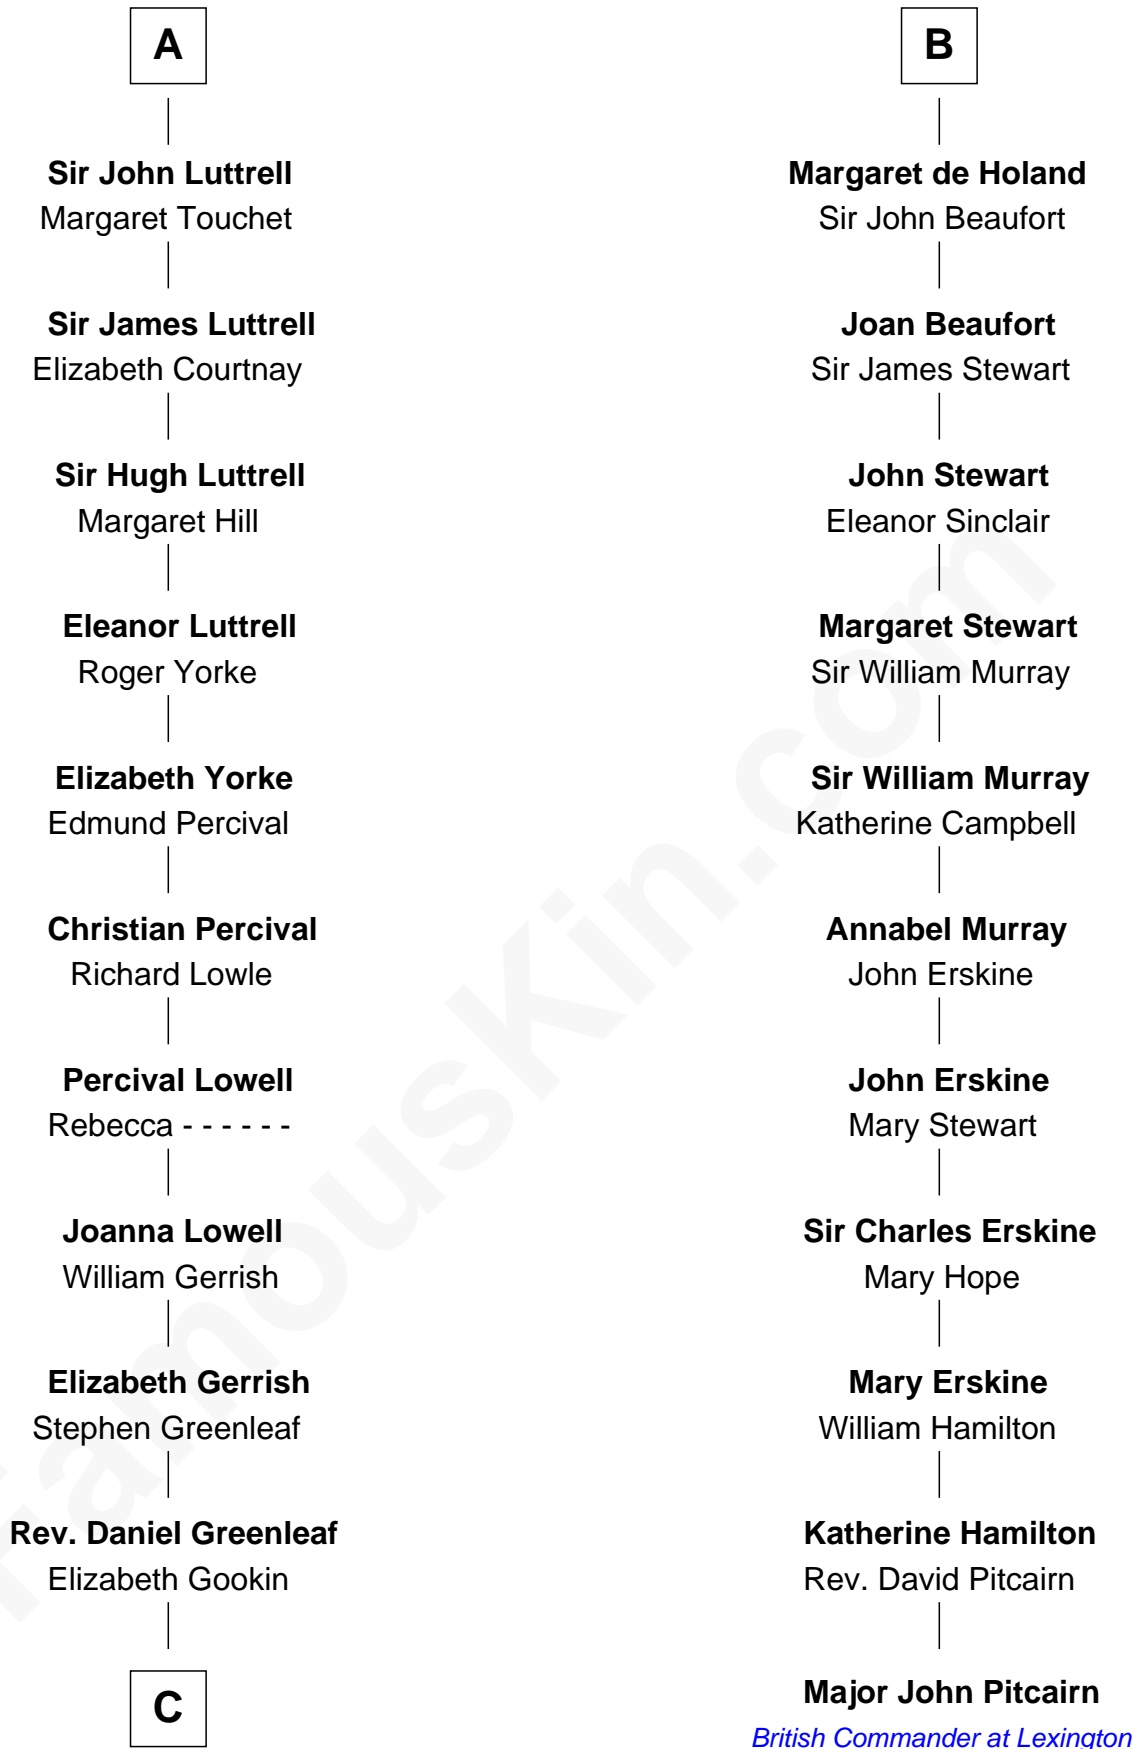 A
Sir John Luttrell
Margaret Touchet
Sir James Luttrell
Elizabeth Courtnay
Sir Hugh Luttrell
Margaret Hill
Eleanor Luttrell
Roger Yorke
Elizabeth Yorke
Edmund Percival
Christian Percival
Richard Lowle
Percival Lowell
Rebecca - - - - - -
Joanna Lowell
William Gerrish
Elizabeth Gerrish
Stephen Greenleaf
Rev. Daniel Greenleaf
Elizabeth Gookin
C
B
Margaret de Holand
Sir John Beaufort
Joan Beaufort
Sir James Stewart
John Stewart
Eleanor Sinclair
Margaret Stewart
Sir William Murray
Sir William Murray
Katherine Campbell
Annabel Murray
John Erskine
John Erskine
Mary Stewart
Sir Charles Erskine
Mary Hope
Mary Erskine
William Hamilton
Katherine Hamilton
Rev. David Pitcairn
Major John Pitcairn
British Commander at Lexington
FamousKin.com